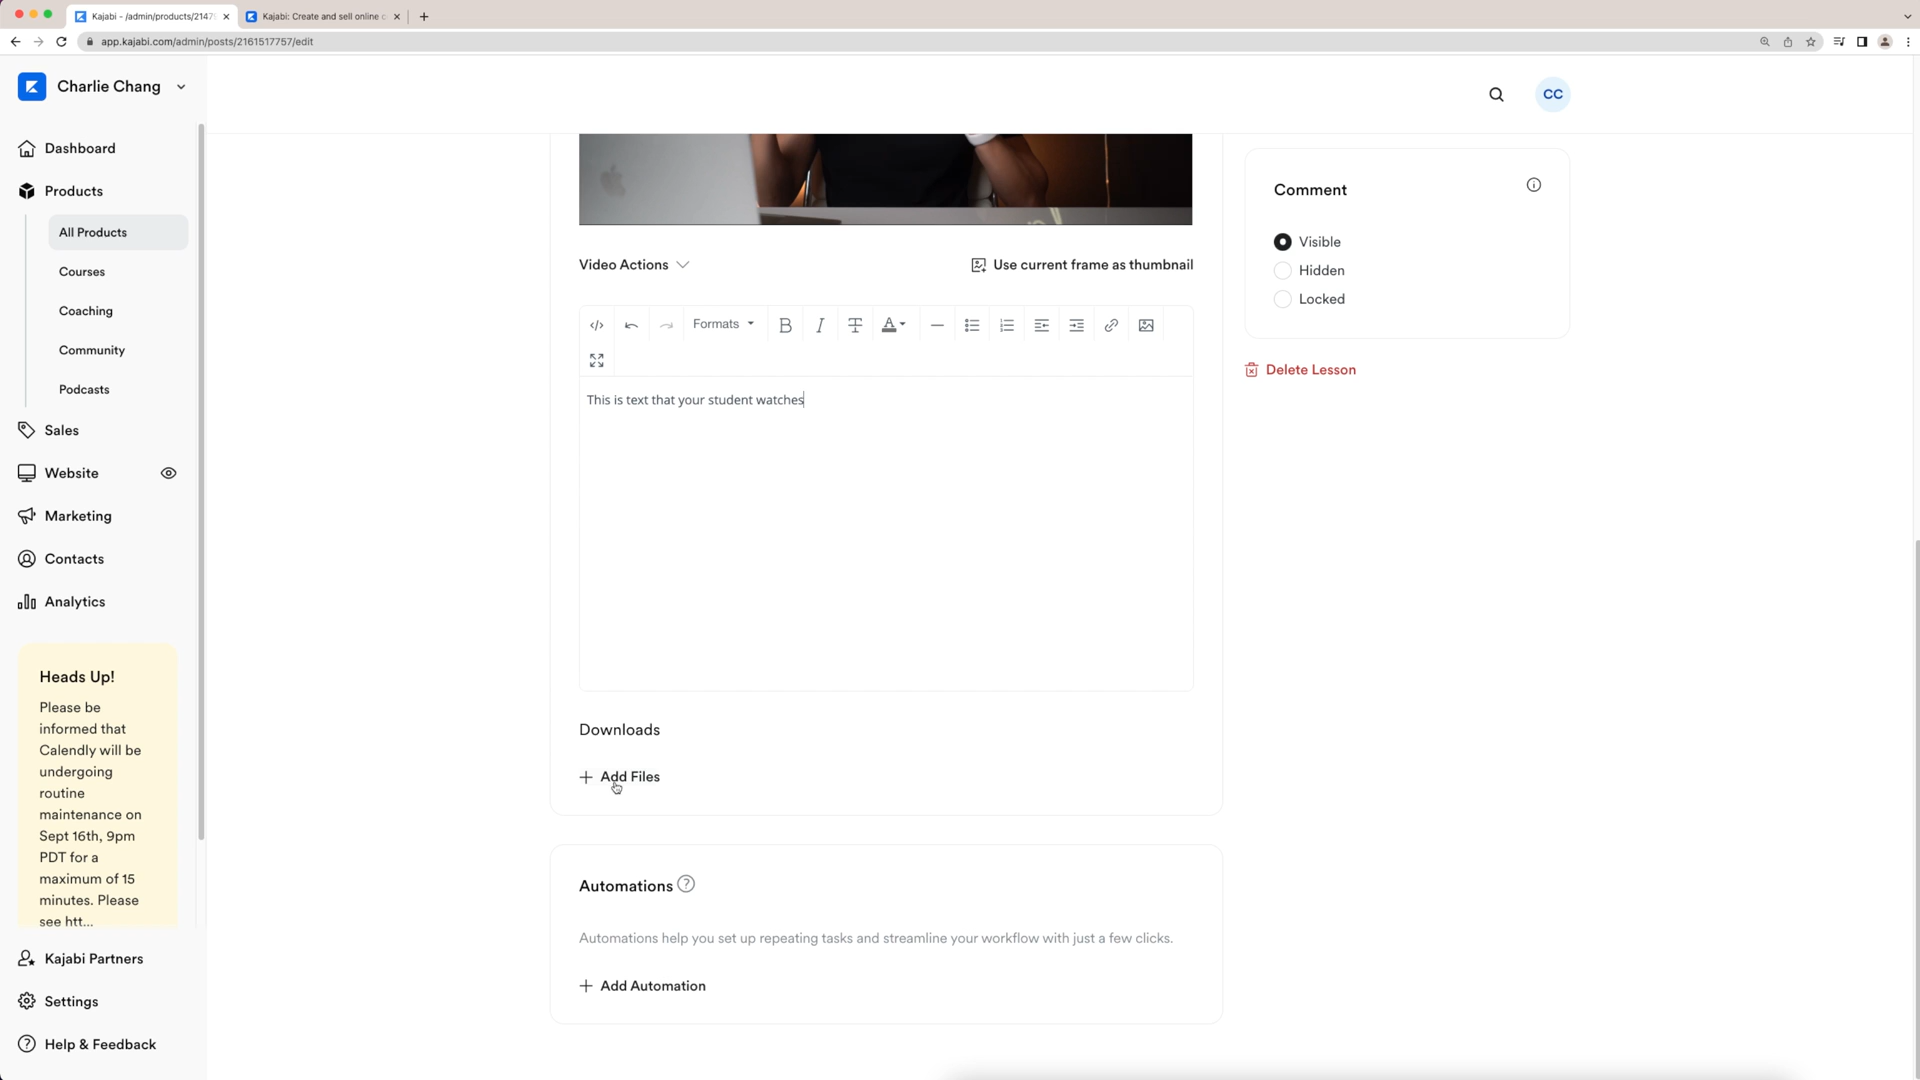 Kajabi - /admin/products/2147
Kajabi: Create and sell online c
app.kajabi.com/admin/posts/2161517757/edit
Charlie Chang
CC
Dashboard
Products
All Products
Courses
Coaching
Community
Podcasts
Sales
Website
Marketing
Contacts
Analytics
Heads Up!
Please be
informed that
Calendly will be
undergoing
routine
maintenance on
Sept 16th, 9pm
PDT for a
maximum of 15
minutes. Please
see htt...
Kajabi Partners
Settings
Help & Feedback
Video Actions
Use current frame as thumbnail
Formats
This is text that your student watches
Downloads
+ Add Files
Automations
Automations help you set up repeating tasks and streamline your workflow with just a few clicks.
+ Add Automation
Comment
Visible
Hidden
Locked
Delete Lesson